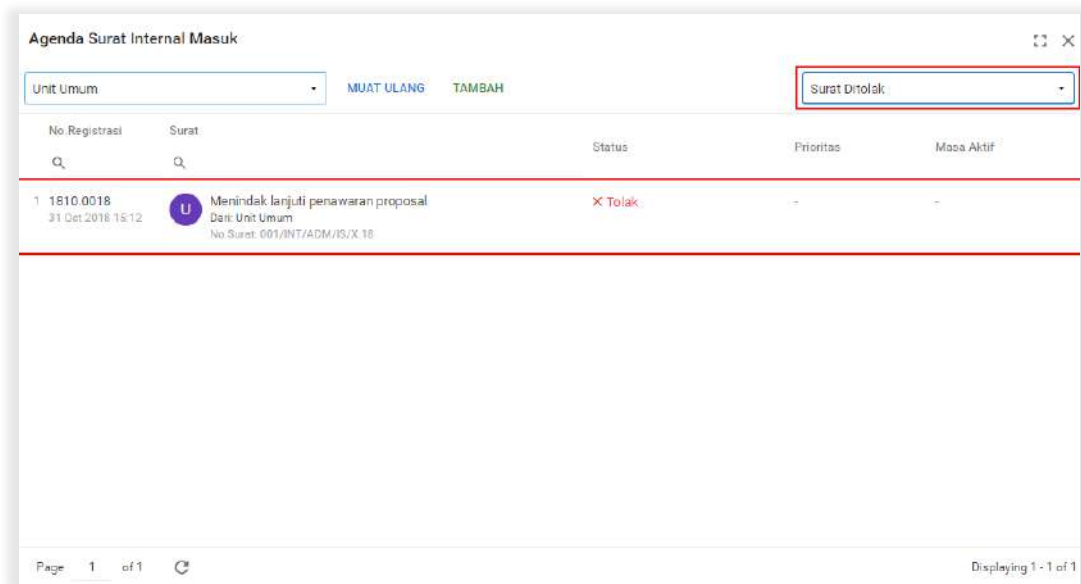 Agenda Surat Internal Masuk
Unit Umum MUAT ULANG TAMBAH Surat Ditolak
No.Registrasi Surat Status Prioritas Masa Aktif
1 1810.0018 U Menindak lanjuti penawaran proposal × Tolak - -
31 Oct 2018 15:12 Dari: Unit Umum
No Surat: 001/INT/ADM/IS/X.18
Page 1 of 1 Displaying 1 - 1 of 1